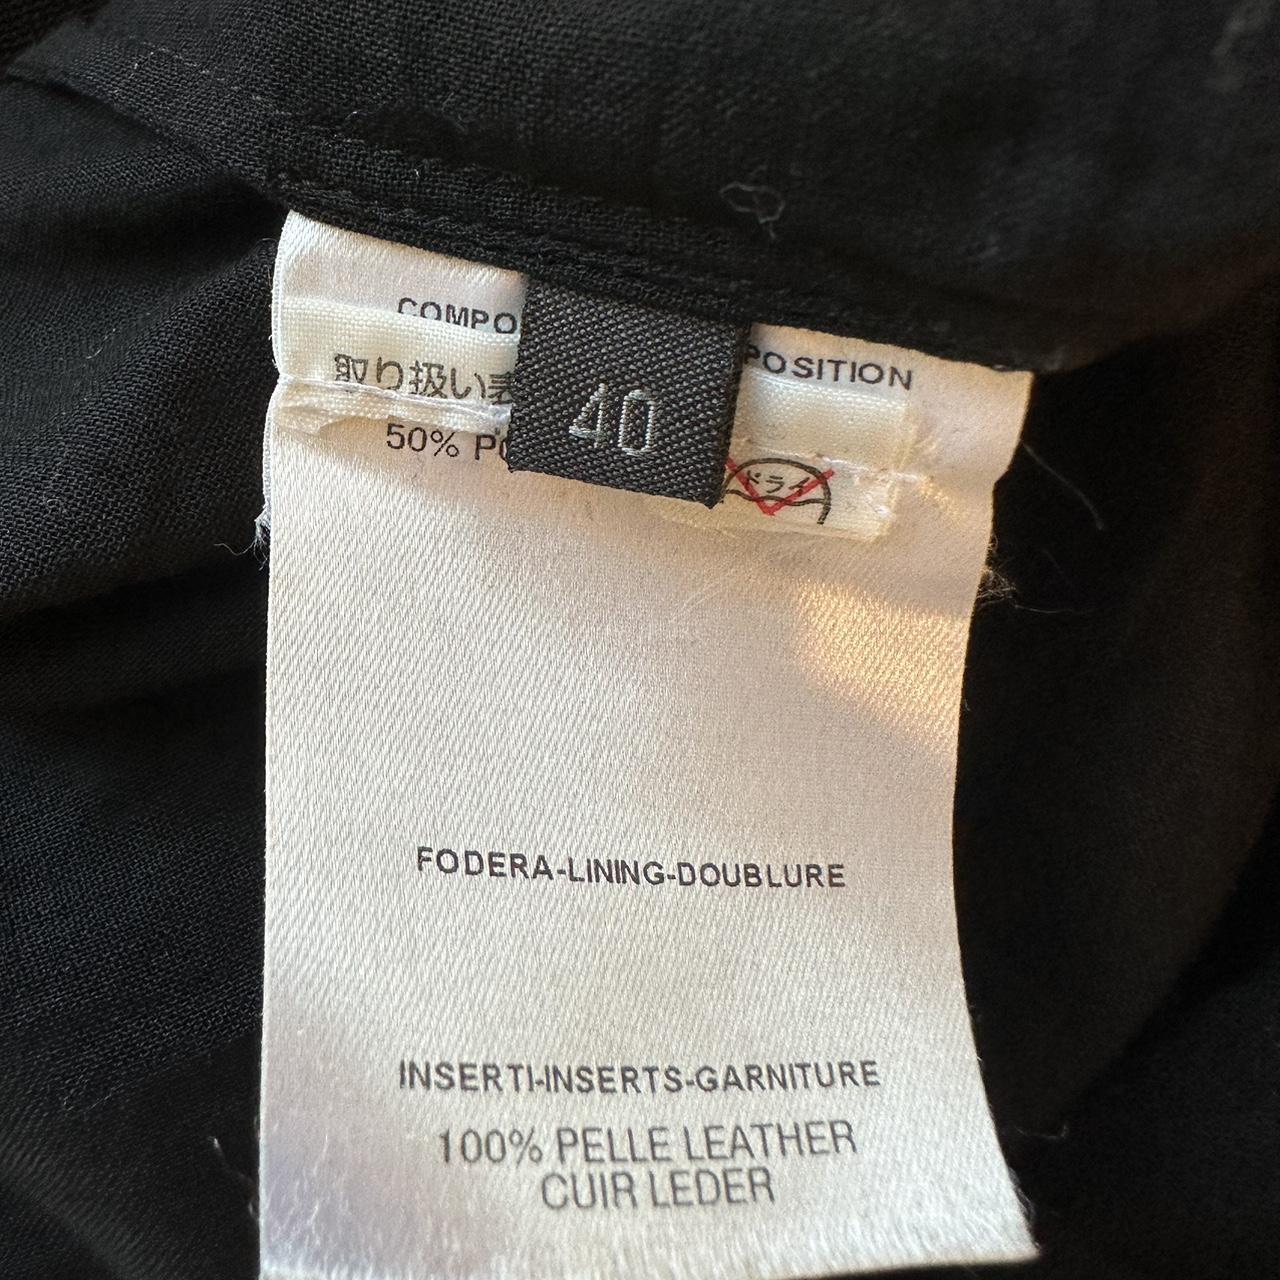 COMPO
POSITION
取り扱い
40
50% Po
ドライ
FODERA-LINING-DOUBLURE
INSERTI-INSERTS-GARNITURE
100% PELLE LEATHER
CUIR LEDER